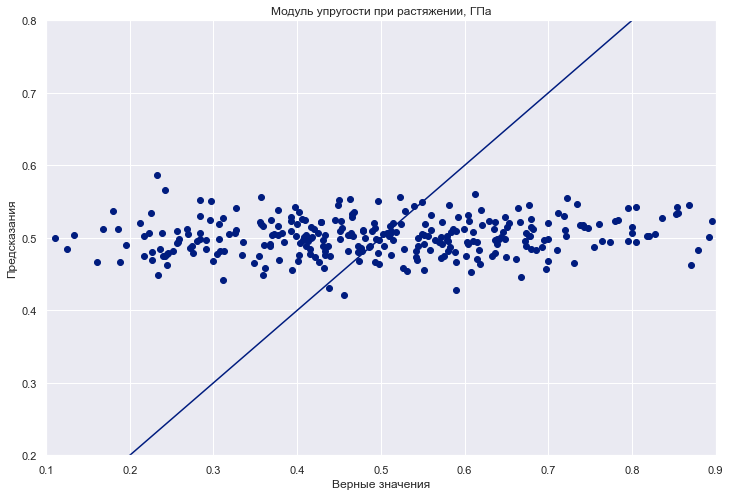 Модуль упругости при растяжении, ГПа
0.8
0.7
0.6
0.5
0.4
0.3
0.2
Предсказания
0.1 0.2 0.3 0.4 0.5 0.6 0.7 0.8 0.9
Верные значения